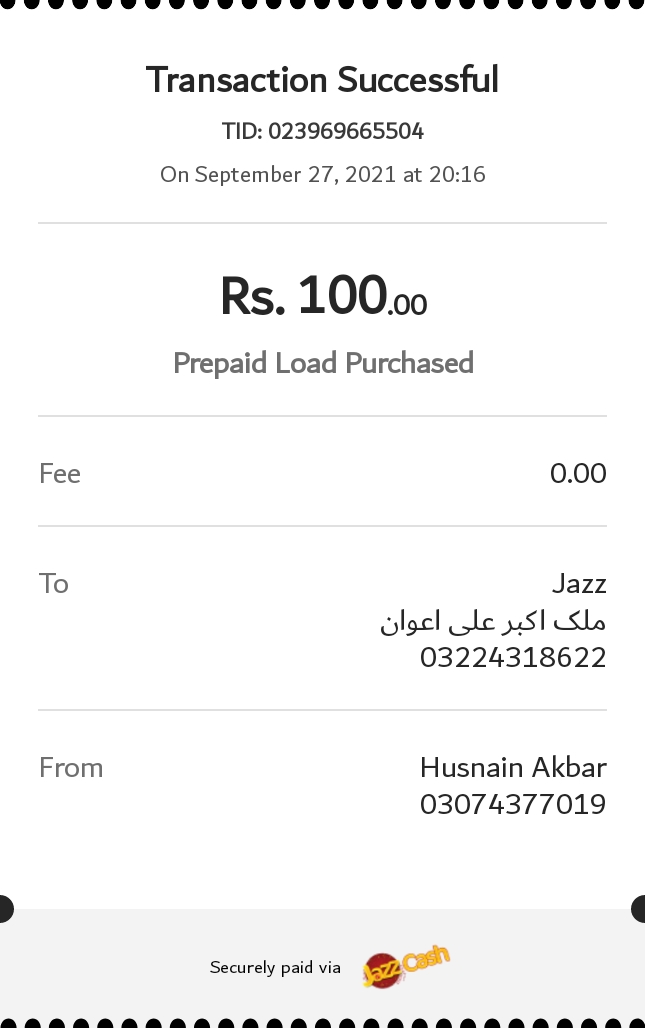 Transaction Successful
TID: 023969665504
On September 27, 2021 at 20:16
Rs. 100.00
Prepaid Load Purchased
Fee 0.00
To Jazz
ملک اکبر علی اعوان
03224318622
From Husnain Akbar
03074377019
Securely paid via JazzCash